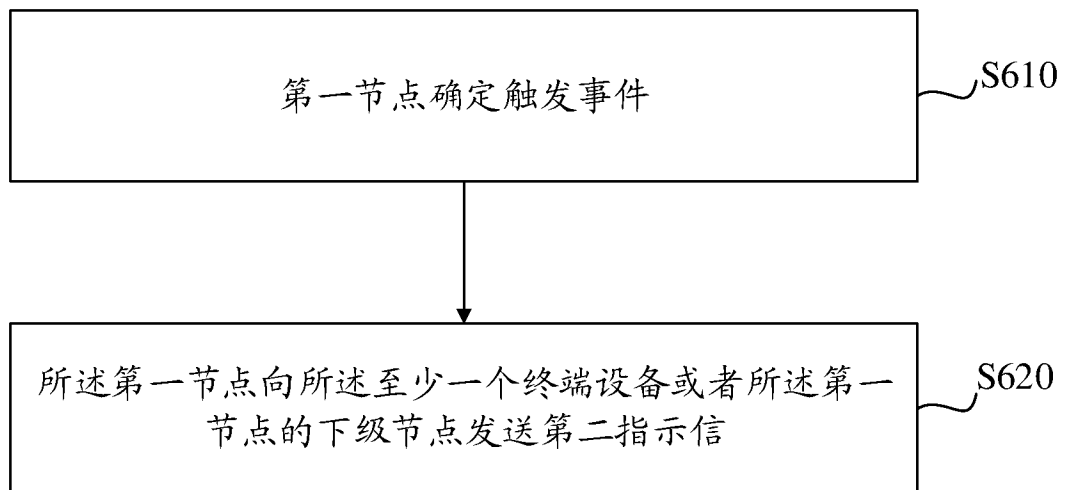 第一节点确定触发事件
S610
所述第一节点向所述至少一个终端设备或者所述第一
节点的下级节点发送第二指示信
S620